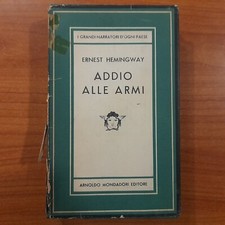 I GRANDI NARRATORI D'OGNI PAESE
ERNEST HEMINGWAY
ADDIO
ALLE ARMI
ARNOLDO MONDADORI EDITORE